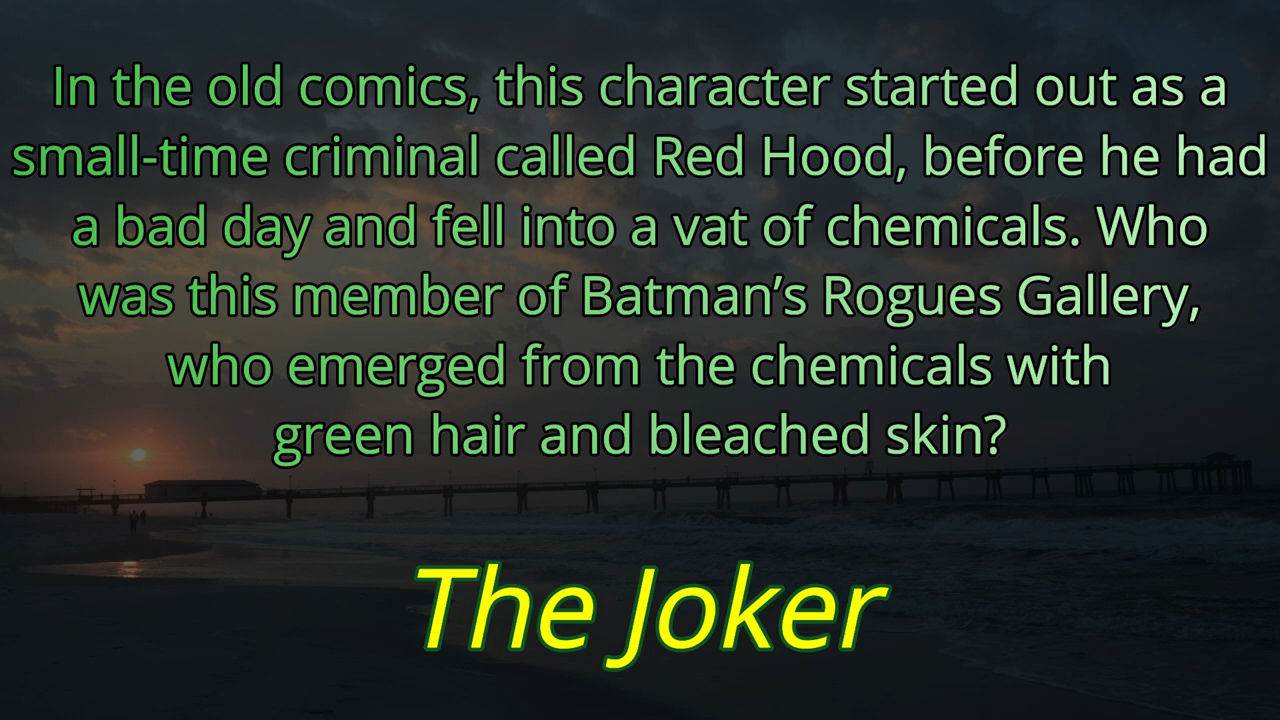 In the old comics, this character started out as a
small-time criminal called Red Hood, before he had
a bad day and fell into a vat of chemicals. Who
was this member of Batman’s Rogues Gallery,
who emerged from the chemicals with
green hair and bleached skin?
The Joker